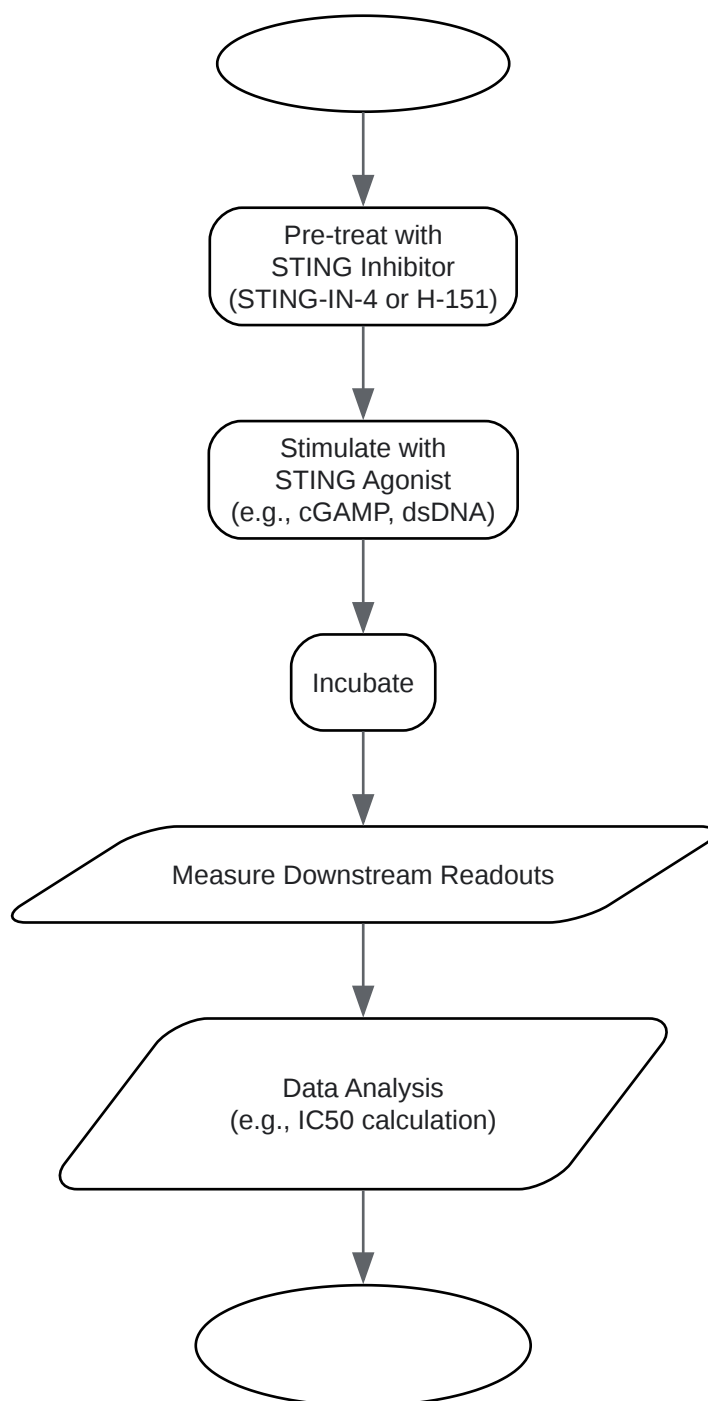 Pre-treat with
STING Inhibitor
(STING-IN-4 or H-151)
Stimulate with
STING Agonist
(e.g., cGAMP, dsDNA)
Incubate
Measure Downstream Readouts
Data Analysis
(e.g., IC50 calculation)